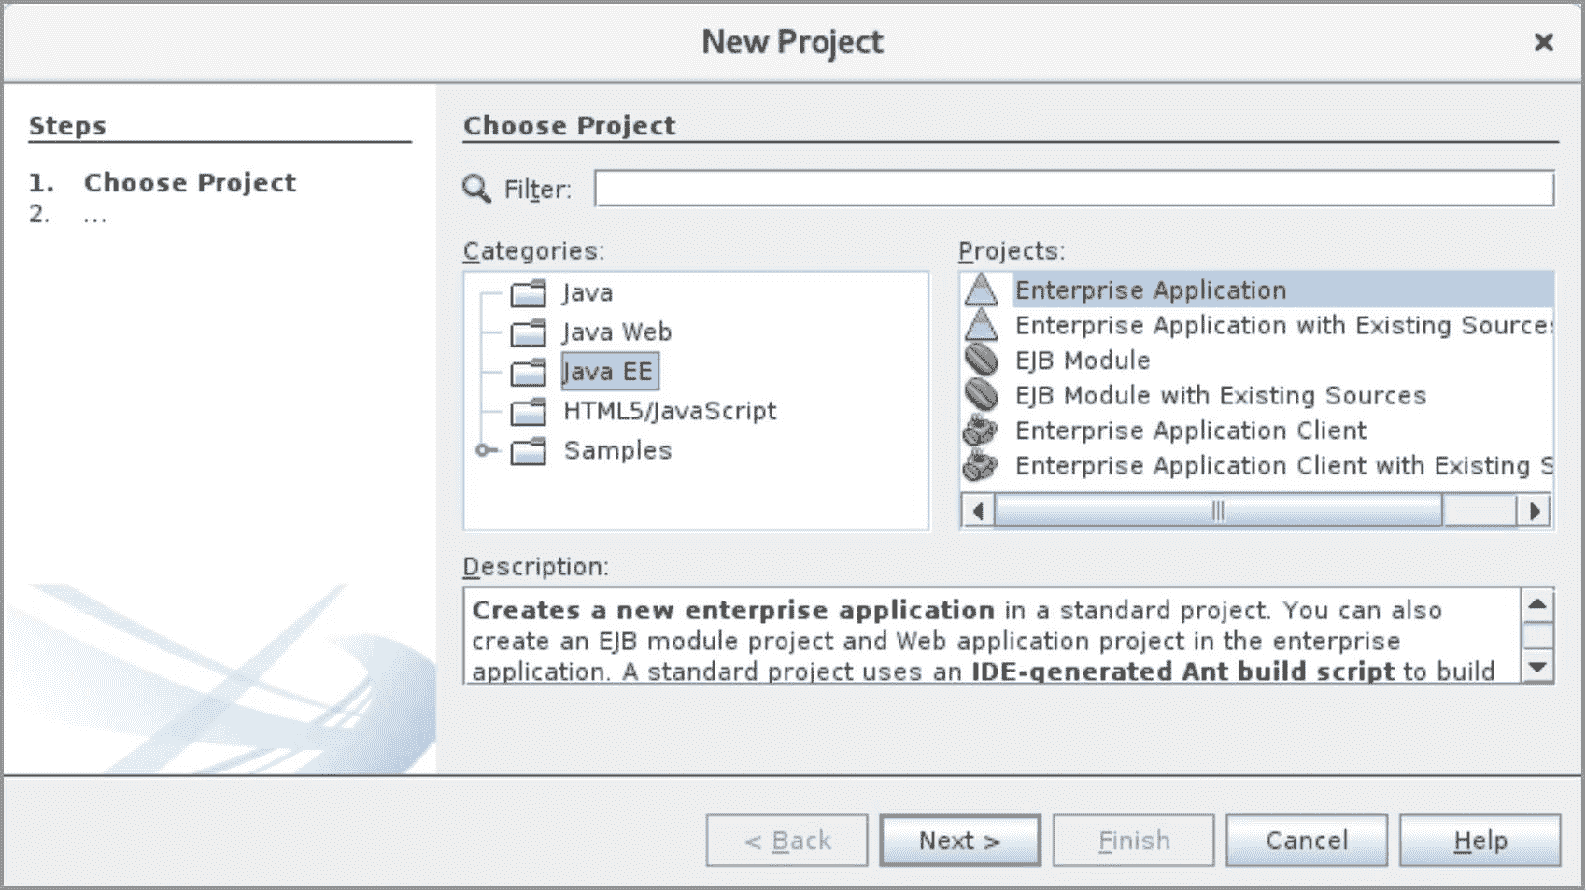 New Project
Steps
1. Choose Project
2. ...
Choose Project
Filter:
Categories:
Java
Java Web
Java EE
HTML5/JavaScript
Samples
Projects:
Enterprise Application
Enterprise Application with Existing Source
EJB Module
EJB Module with Existing Sources
Enterprise Application Client
Enterprise Application Client with Existing S
Description:
Creates a new enterprise application in a standard project. You can also
create an EJB module project and Web application project in the enterprise
application. A standard project uses an IDE-generated Ant build script to build
< Back
Next >
Finish
Cancel
Help